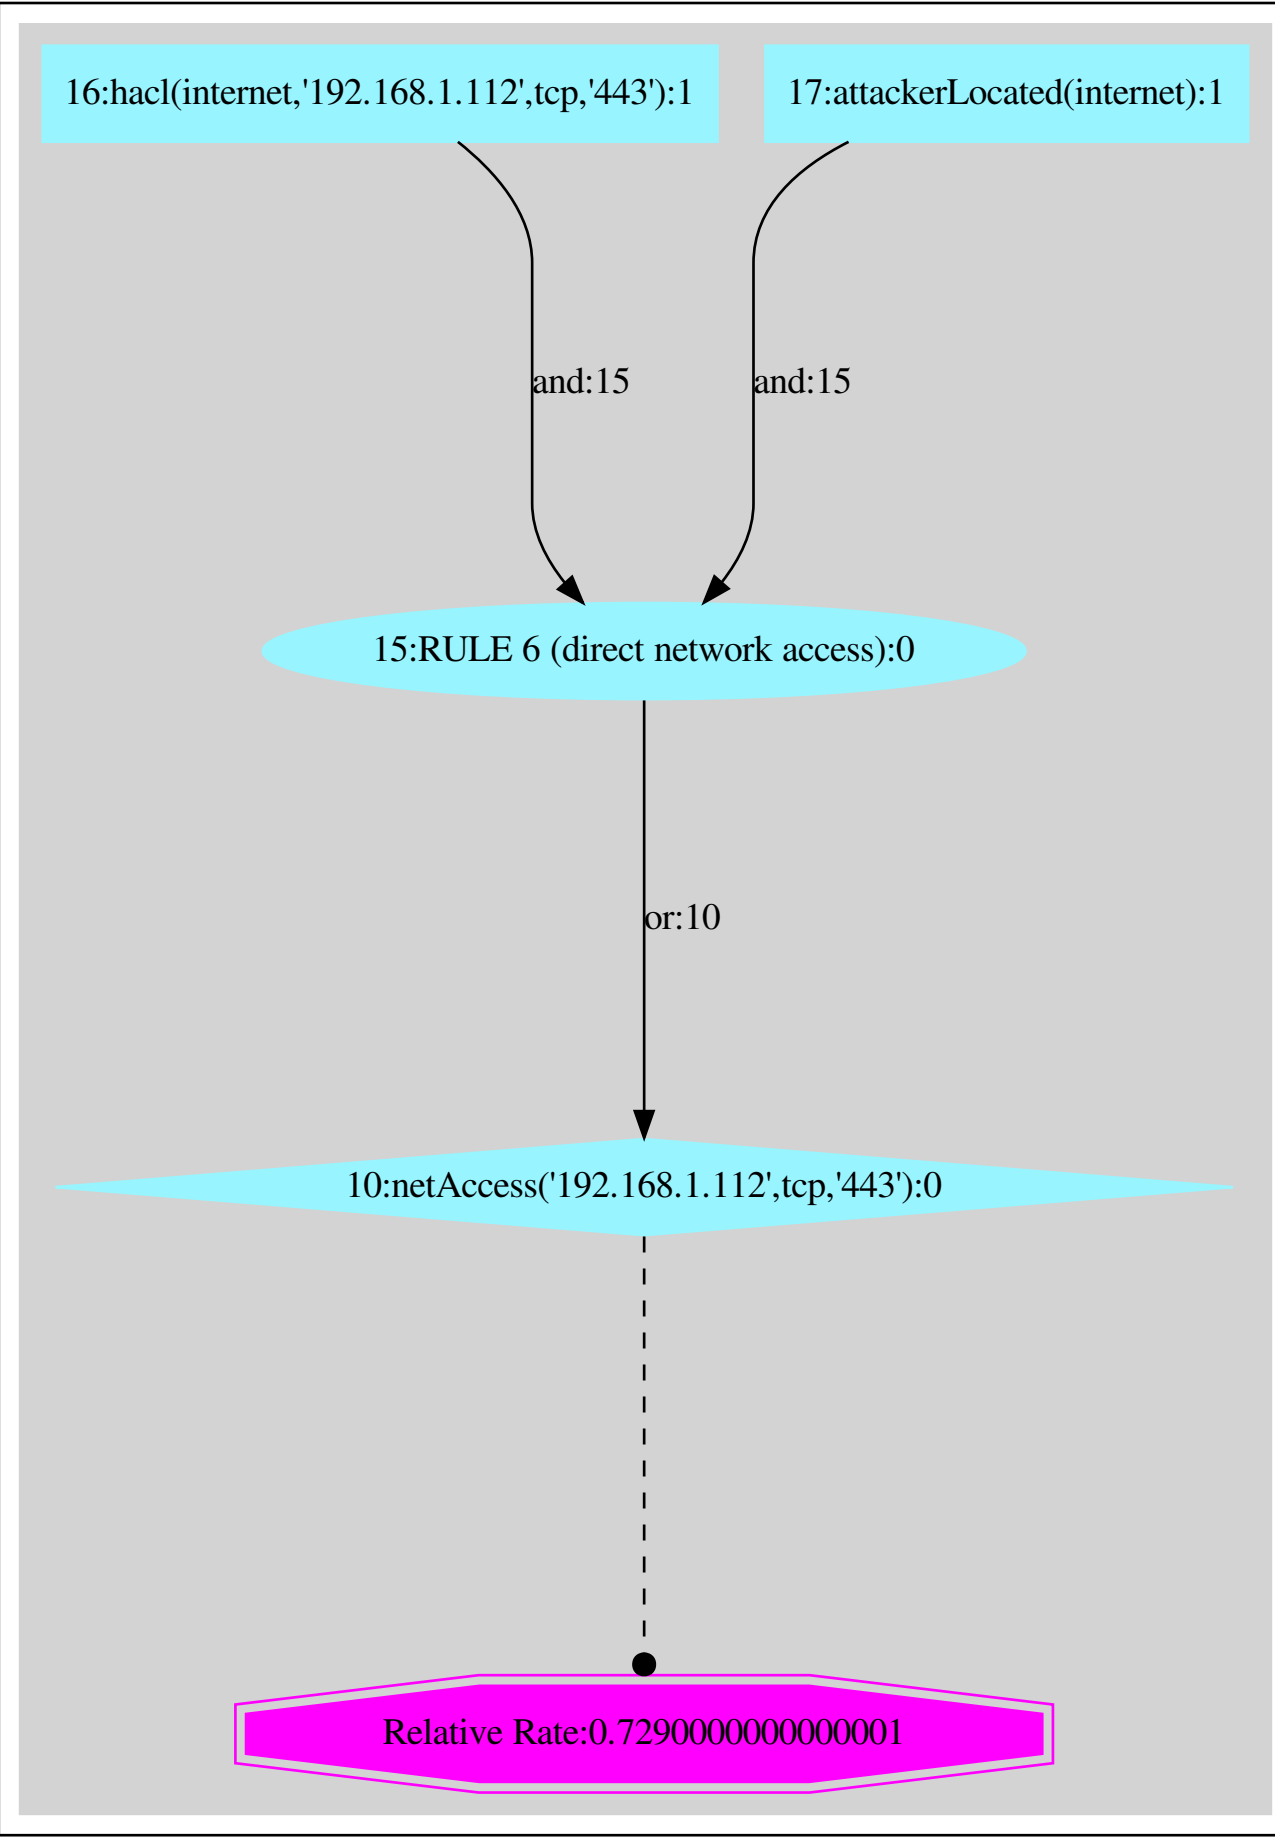 16:hacl(internet,'192.168.1.112',tcp,'443'):1
17:attackerLocated(internet):1
and:15
and:15
15:RULE 6 (direct network access):0
or:10
10:netAccess('192.168.1.112',tcp,'443'):0
Relative Rate:0.7290000000000001